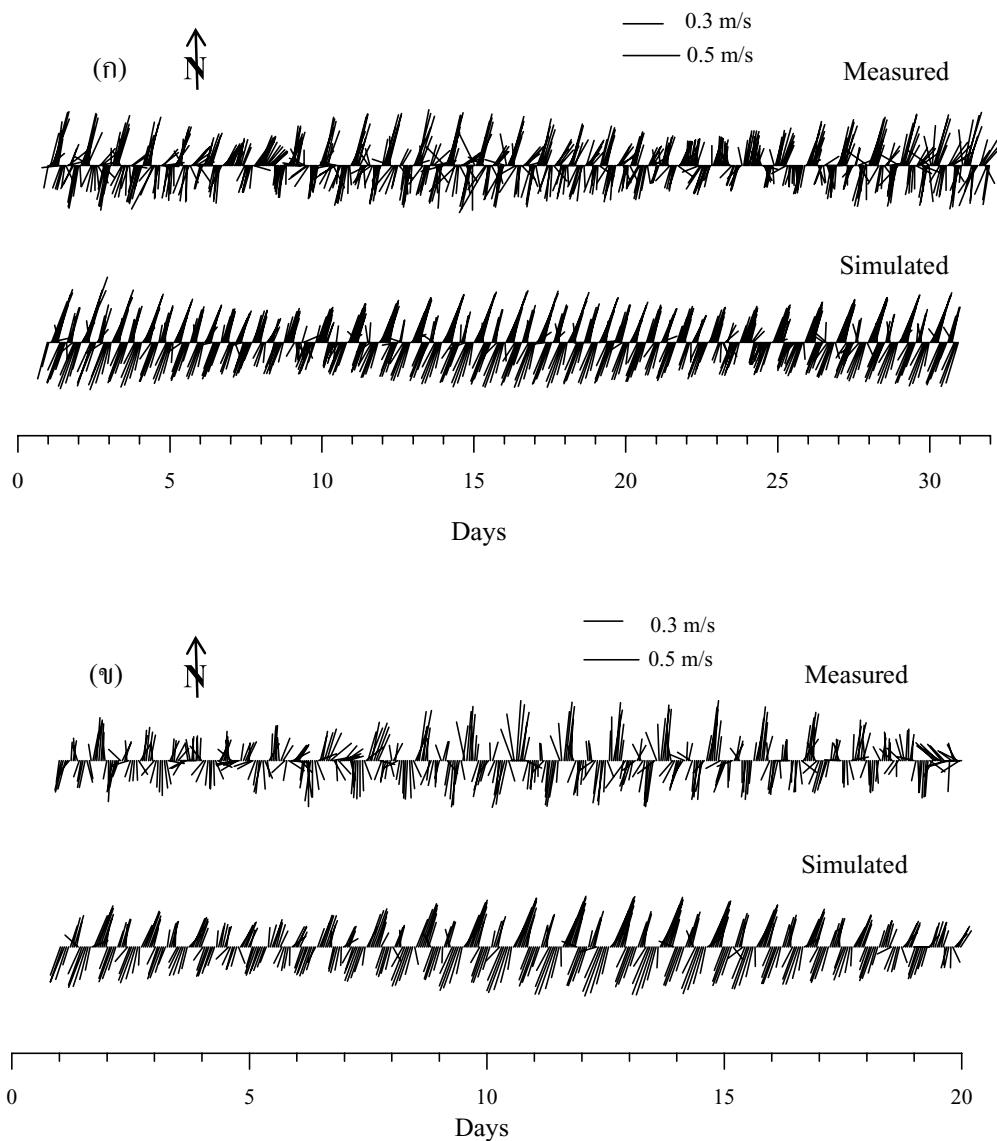 0.3 m/s
0.5 m/s
(ก)
N
Measured
Simulated
0 5 10 15 20 25 30
Days
0.3 m/s
0.5 m/s
(ข)
N
Measured
Simulated
0 5 10 15 20
Days